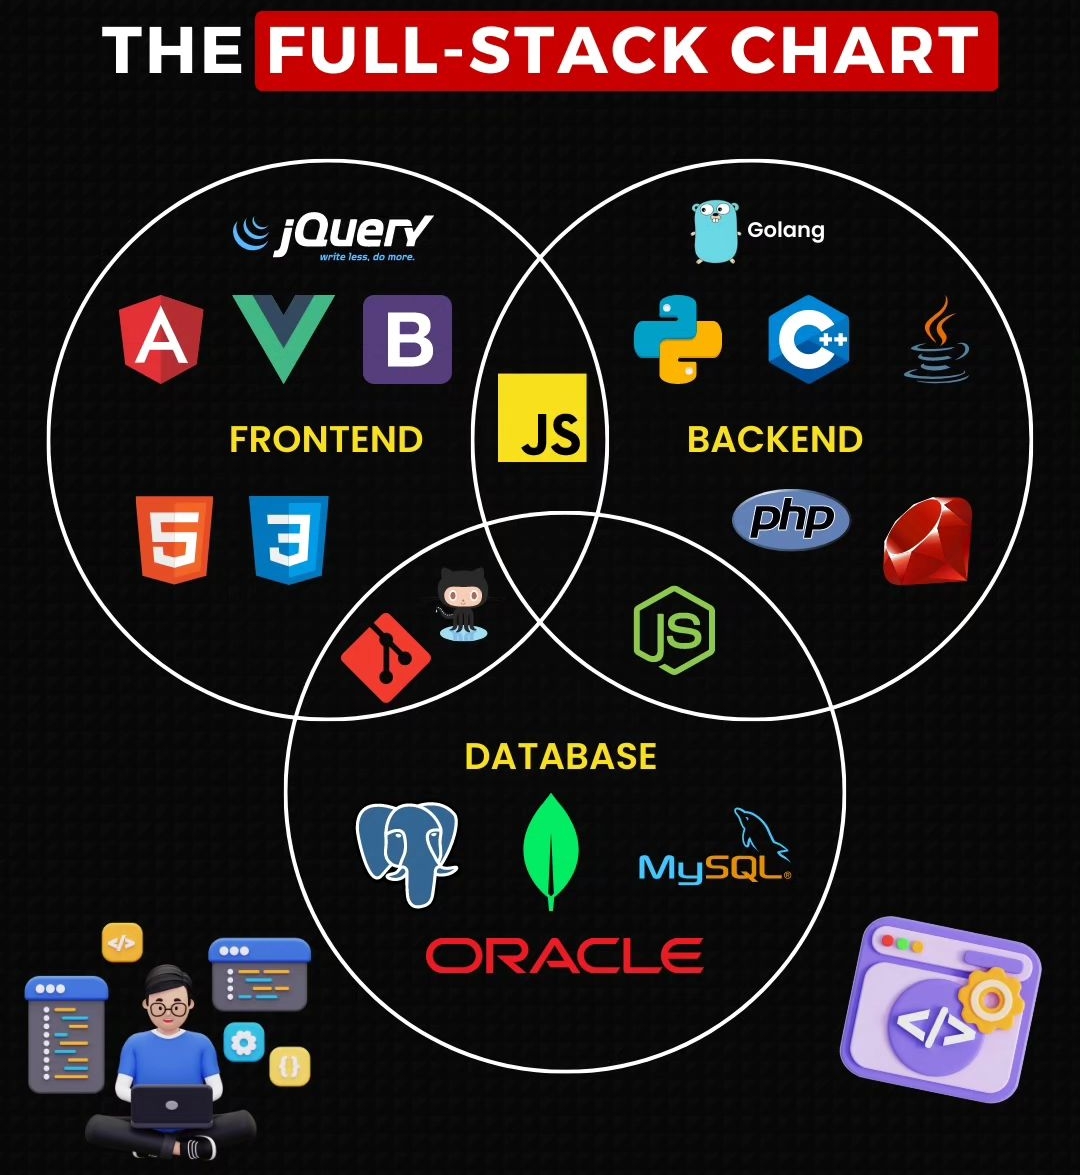 THE FULL-STACK CHART
jQuery
write less, do more.
Golang
A
B
C++
JS
FRONTEND
BACKEND
5
3
php
JS
DATABASE
MySQL®
ORACLE
</>
{}
</>